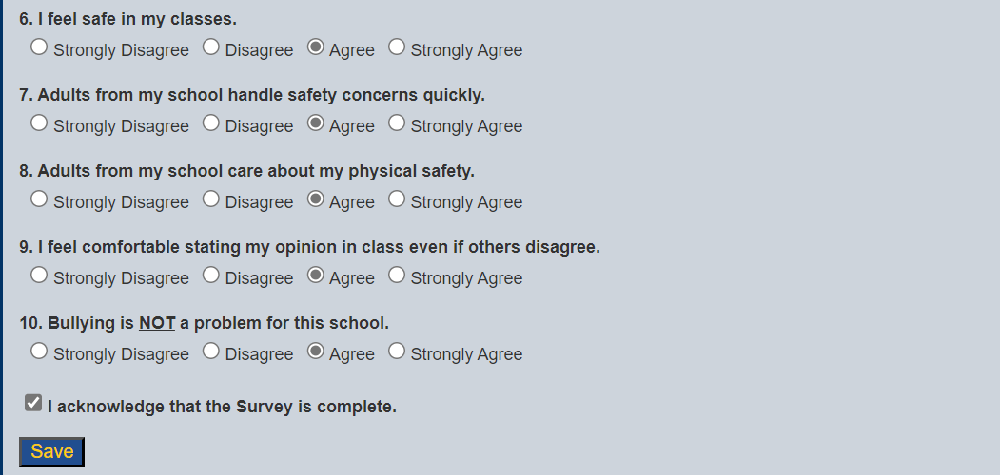 6. I feel safe in my classes.
Strongly Disagree Disagree Agree Strongly Agree
7. Adults from my school handle safety concerns quickly.
Strongly Disagree Disagree Agree Strongly Agree
8. Adults from my school care about my physical safety.
Strongly Disagree Disagree Agree Strongly Agree
9. I feel comfortable stating my opinion in class even if others disagree.
Strongly Disagree Disagree Agree Strongly Agree
10. Bullying is NOT a problem for this school.
Strongly Disagree Disagree Agree Strongly Agree
I acknowledge that the Survey is complete.
Save